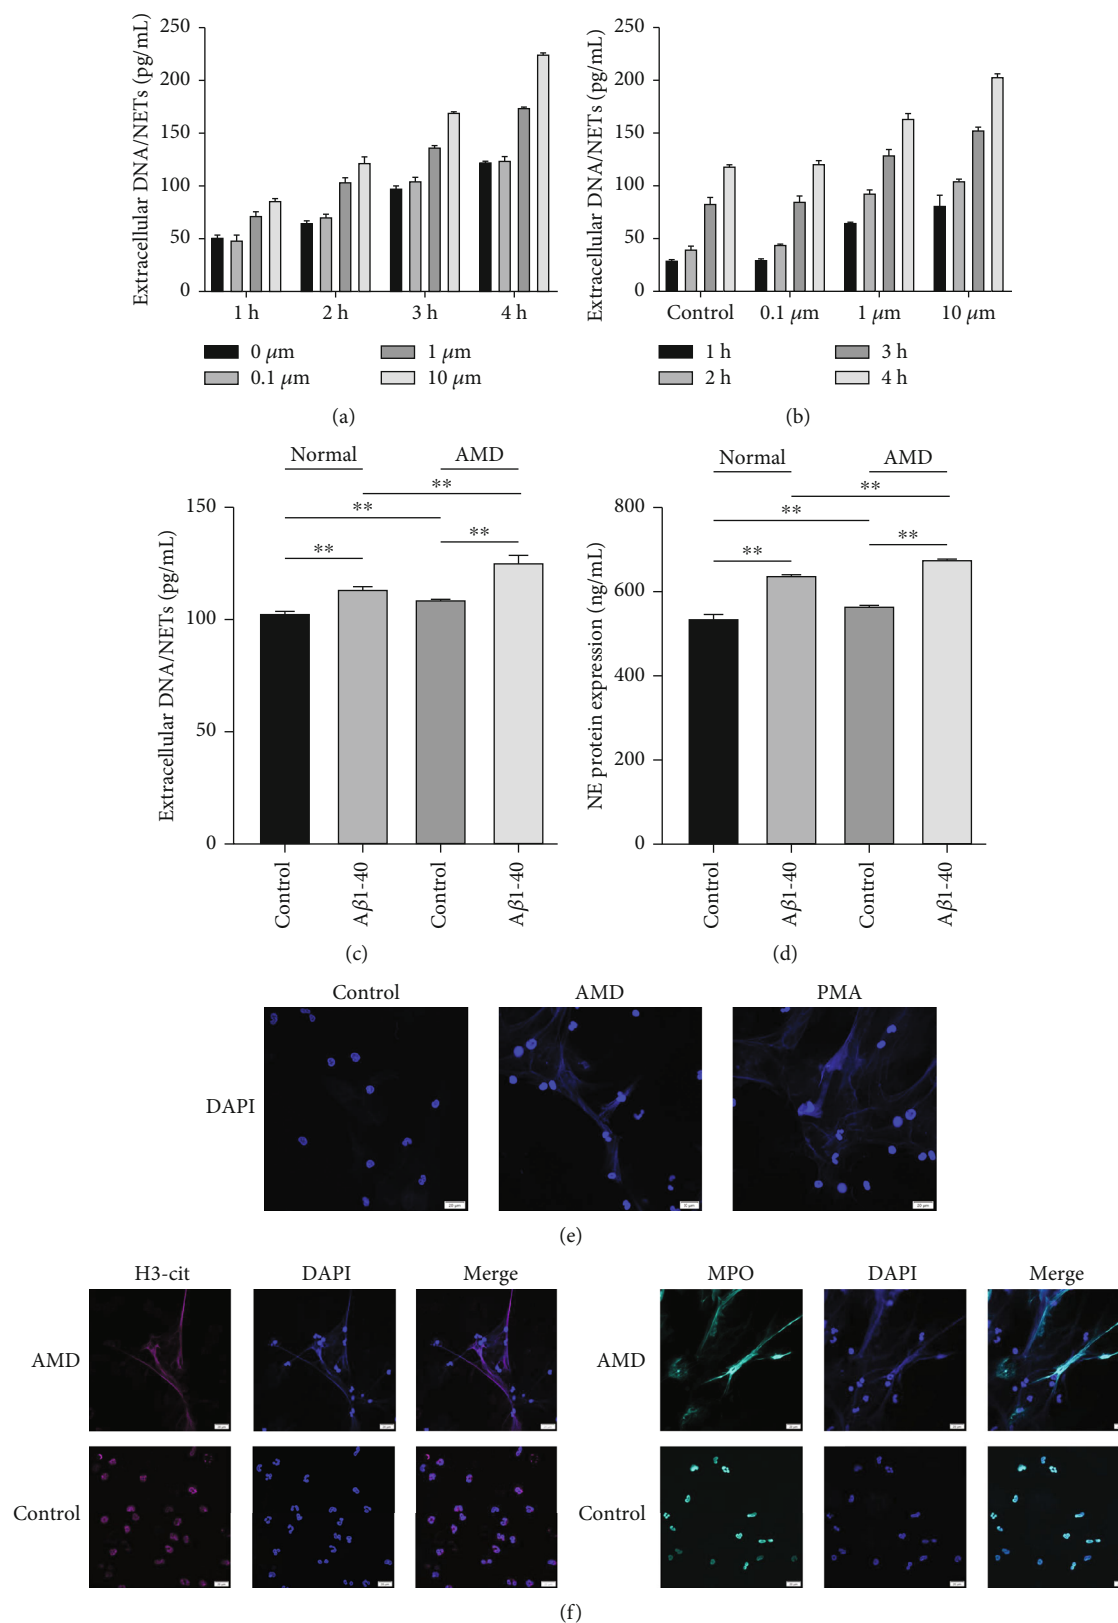 Extracellular DNA/NETs (pg/mL)
250
200
150
100
50
0
1 h
2 h
3 h
4 h
0 μm
1 μm
0.1 μm
10 μm
(a)
Extracellular DNA/NETs (pg/mL)
250
200
150
100
50
0
Control
0.1 μm
1 μm
10 μm
1 h
3 h
2 h
4 h
(b)
Normal
AMD
**
**
**
**
Extracellular DNA/NETs (pg/mL)
150
100
50
0
Control
Aβ1-40
Control
Aβ1-40
(c)
Normal
AMD
**
**
**
**
NE protein expression (ng/mL)
800
600
400
200
0
Control
Aβ1-40
Control
Aβ1-40
(d)
Control
AMD
PMA
DAPI
20 μm
20 μm
(e)
H3-cit
DAPI
Merge
MPO
DAPI
Merge
AMD
AMD
Control
Control
(f)